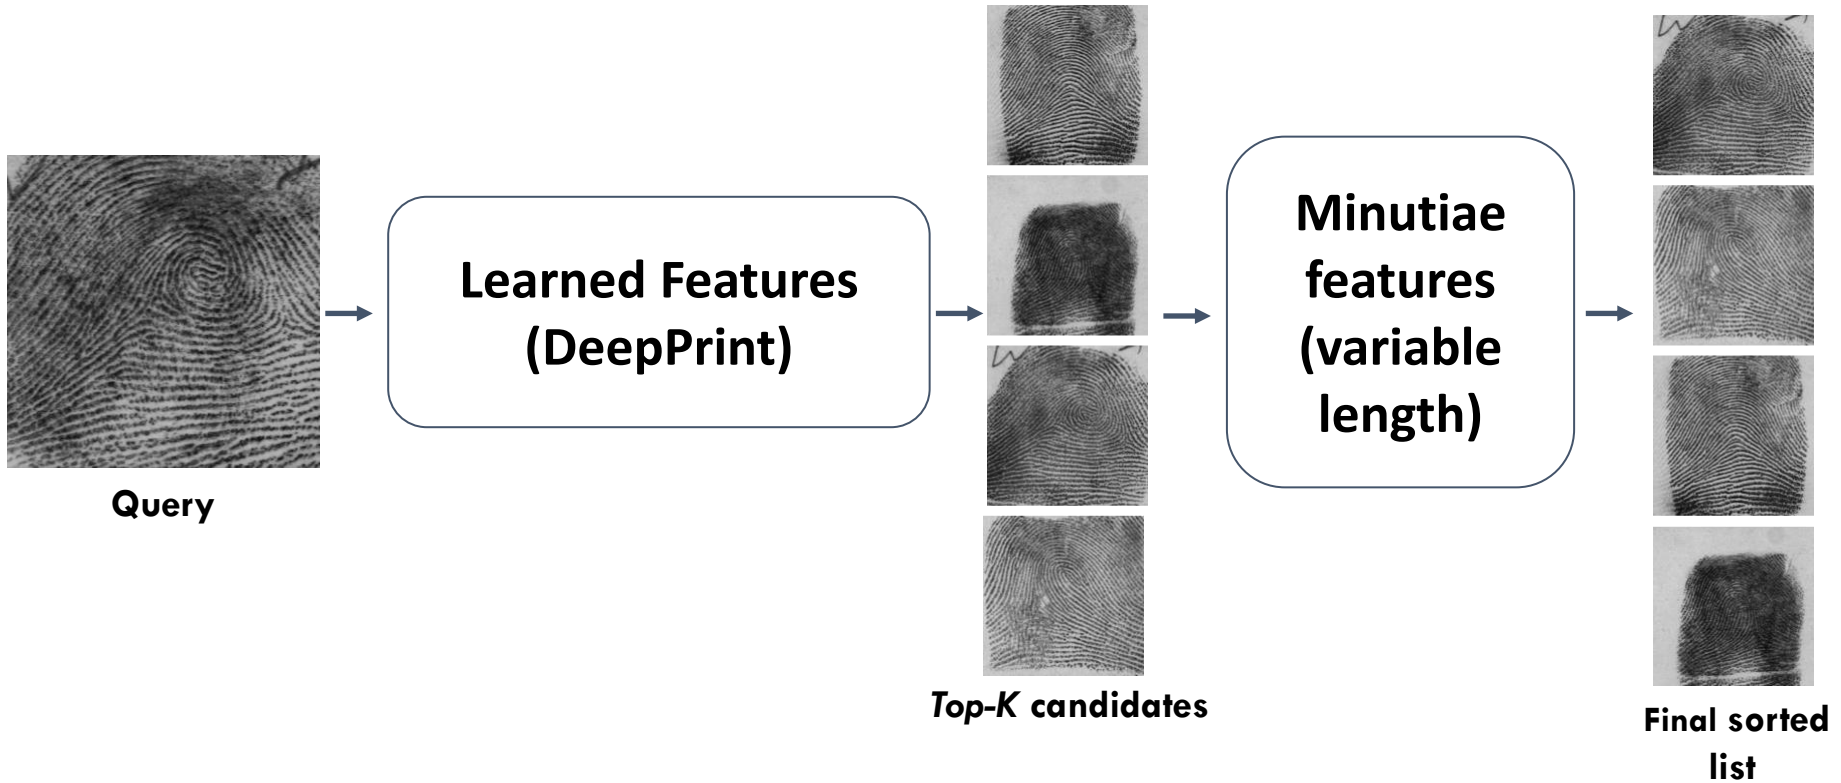 Query
Learned Features
(DeepPrint)
Top-K candidates
Minutiae
features
(variable
length)
Final sorted
list